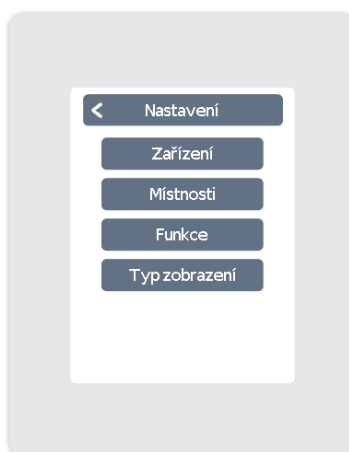 Nastavení
Zařízení
Místnosti
Funkce
Typ zobrazení